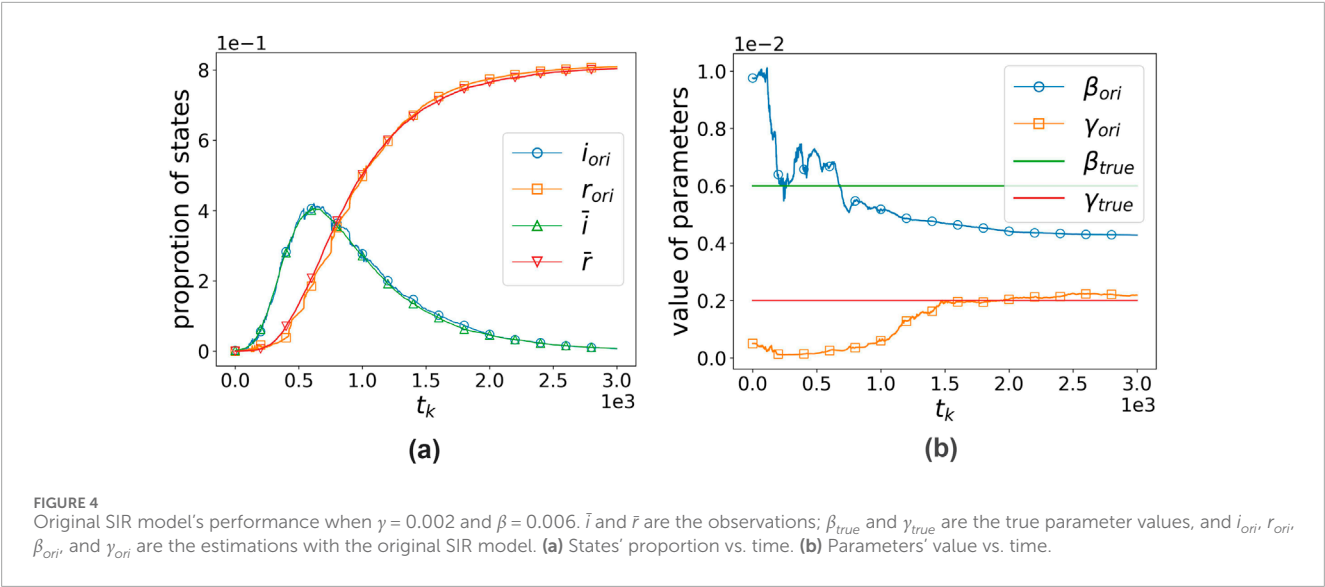 1e−1
8
6
4
2
0
proprotion of states
i_ori
r_ori
ī
r̄
0.0 0.5 1.0 1.5 2.0 2.5 3.0
1e3
t_k
(a)
1e−2
1.0
0.8
0.6
0.4
0.2
0.0
value of parameters
β_ori
γ_ori
β_true
γ_true
0.0 0.5 1.0 1.5 2.0 2.5 3.0
1e3
t_k
(b)
FIGURE 4
Original SIR model's performance when γ = 0.002 and β = 0.006. ī and r̄ are the observations; β_true and γ_true are the true parameter values, and i_ori, r_ori,
β_ori, and γ_ori are the estimations with the original SIR model. (a) States' proportion vs. time. (b) Parameters' value vs. time.